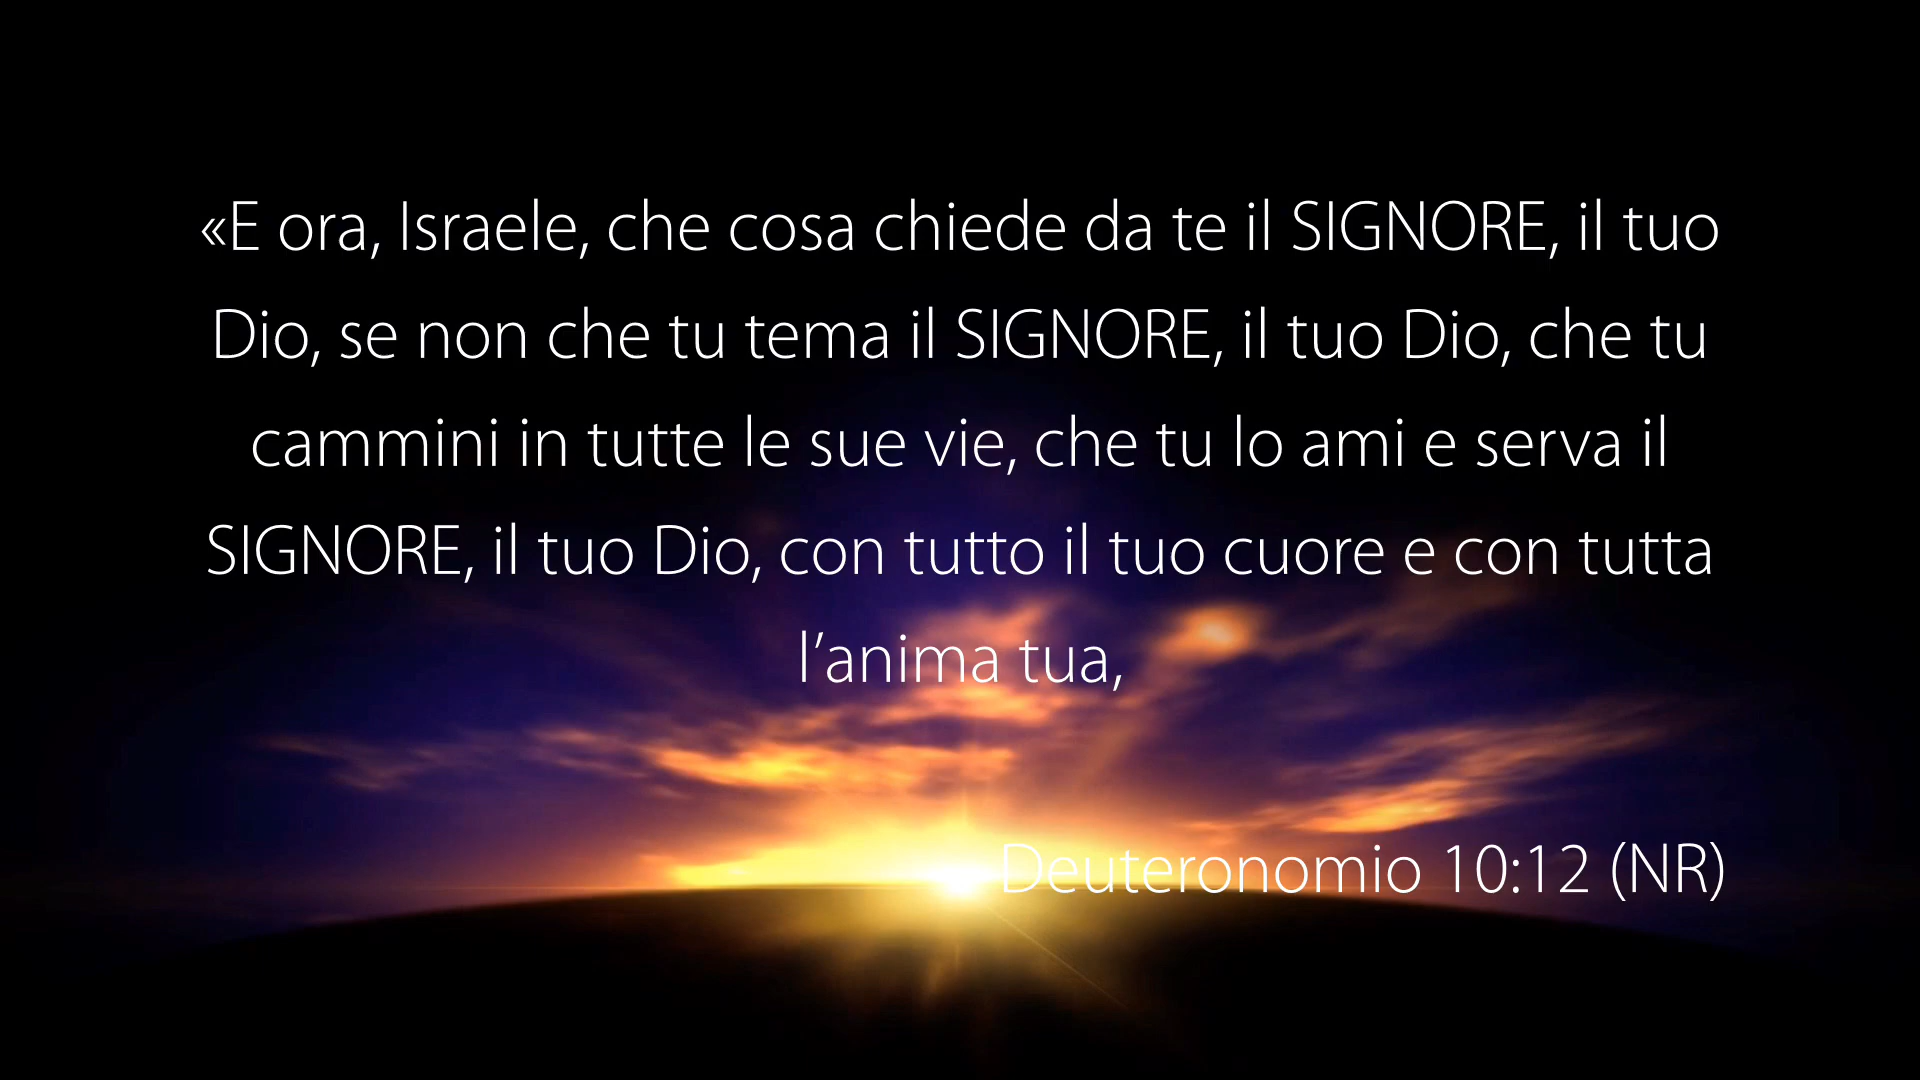 «E ora, Israele, che cosa chiede da te il SIGNORE, il tuo
Dio, se non che tu tema il SIGNORE, il tuo Dio, che tu
cammini in tutte le sue vie, che tu lo ami e serva il
SIGNORE, il tuo Dio, con tutto il tuo cuore e con tutta
l’anima tua,
Deuteronomio 10:12 (NR)